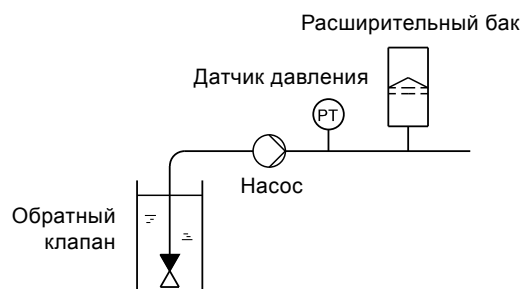 Расширительный бак
Датчик давления
PT
Насос
Обратный
клапан